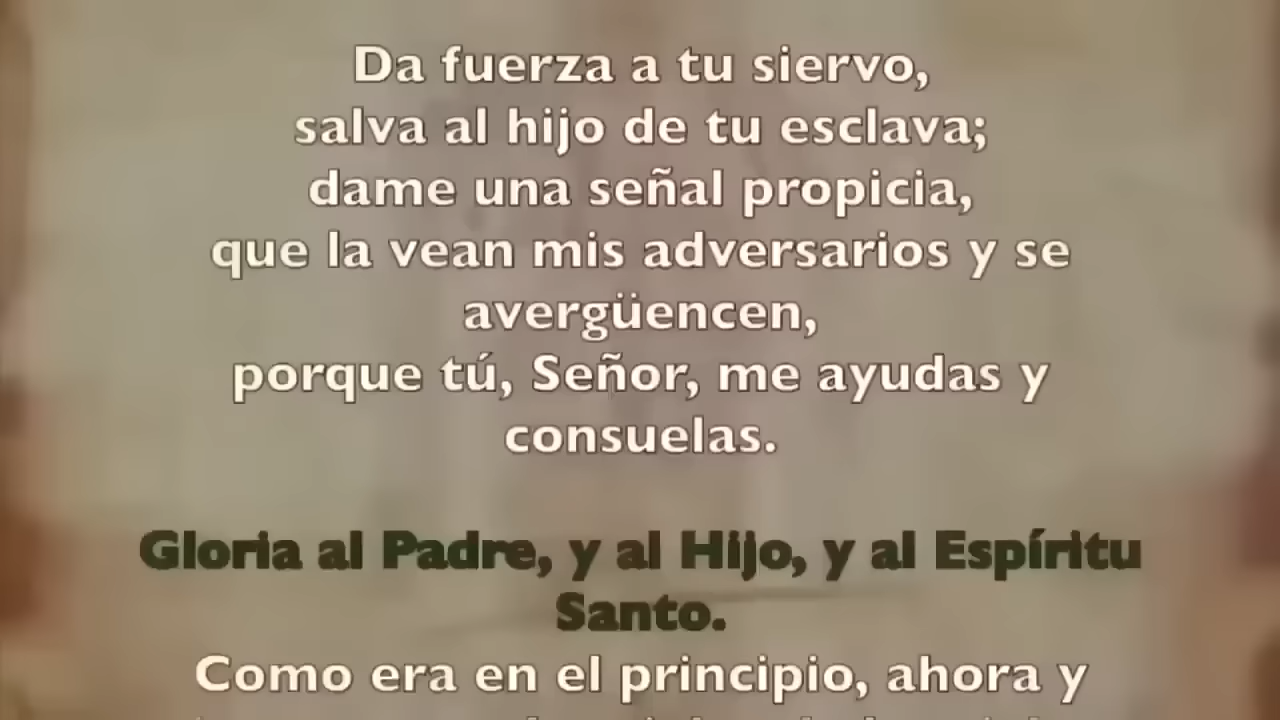 Da fuerza a tu siervo,
salva al hijo de tu esclava;
dame una señal propicia,
que la vean mis adversarios y se
avergüencen,
porque tú, Señor, me ayudas y
consuelas.
Gloria al Padre, y al Hijo, y al Espíritu
Santo.
Como era en el principio, ahora y